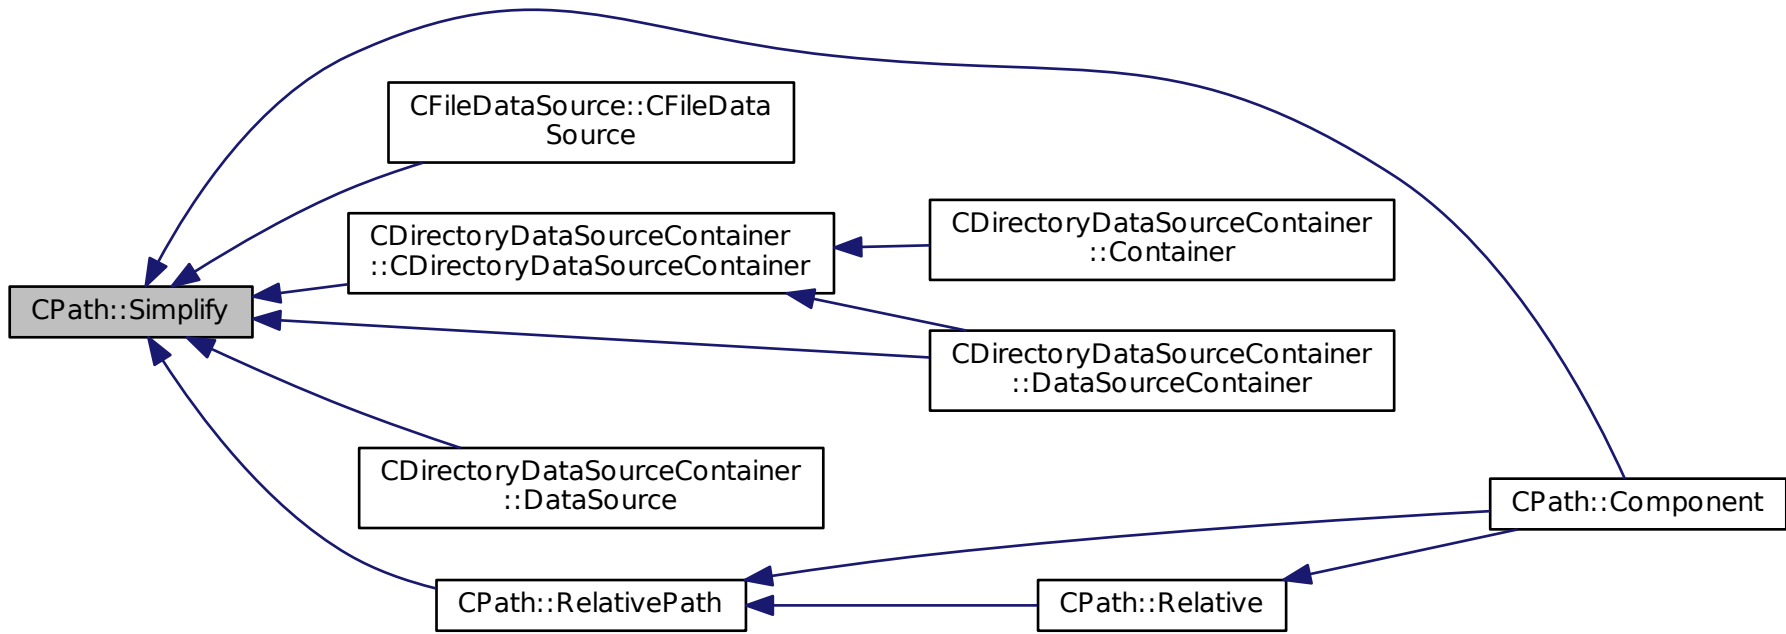 CFileDataSource::CFileData
Source
CDirectoryDataSourceContainer
::CDirectoryDataSourceContainer
CDirectoryDataSourceContainer
::Container
CPath::Simplify
CDirectoryDataSourceContainer
::DataSourceContainer
CDirectoryDataSourceContainer
::DataSource
CPath::Component
CPath::RelativePath
CPath::Relative